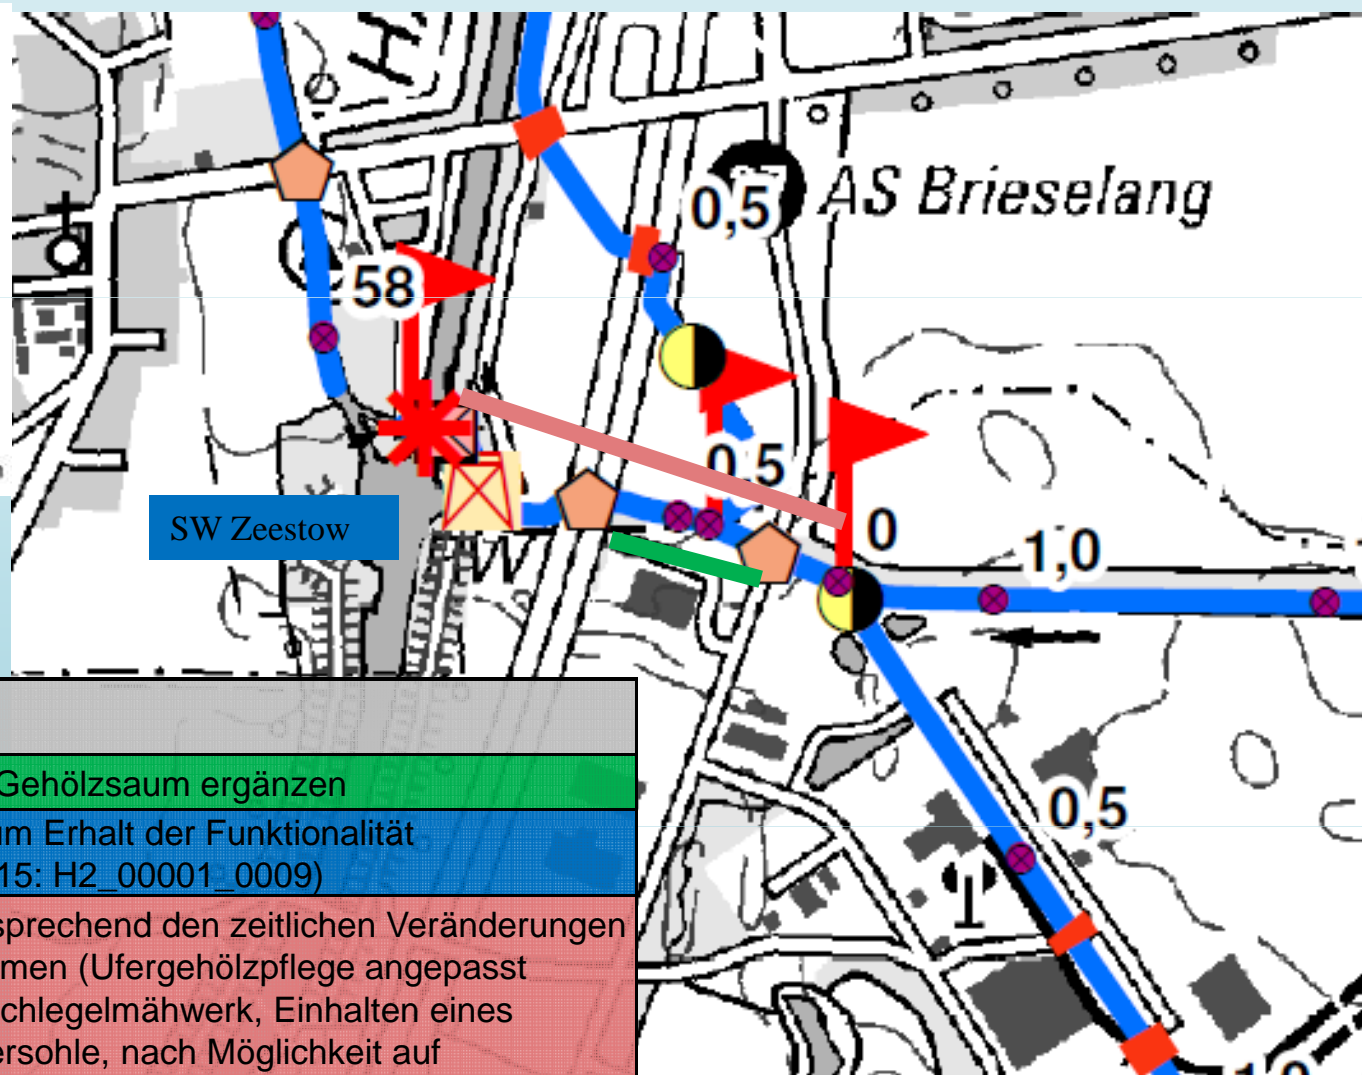 H
AS Brieselang
0,5
58
0,5
0
1,0
SW Zeestow
W
0,5
Gehölzsaum ergänzen
um Erhalt der Funktionalität
15: H2_00001_0009)
sprechend den zeitlichen Veränderungen
men (Ufergehölzpflege angepasst
chlegelmähwerk, Einhalten eines
ersohle, nach Möglichkeit auf